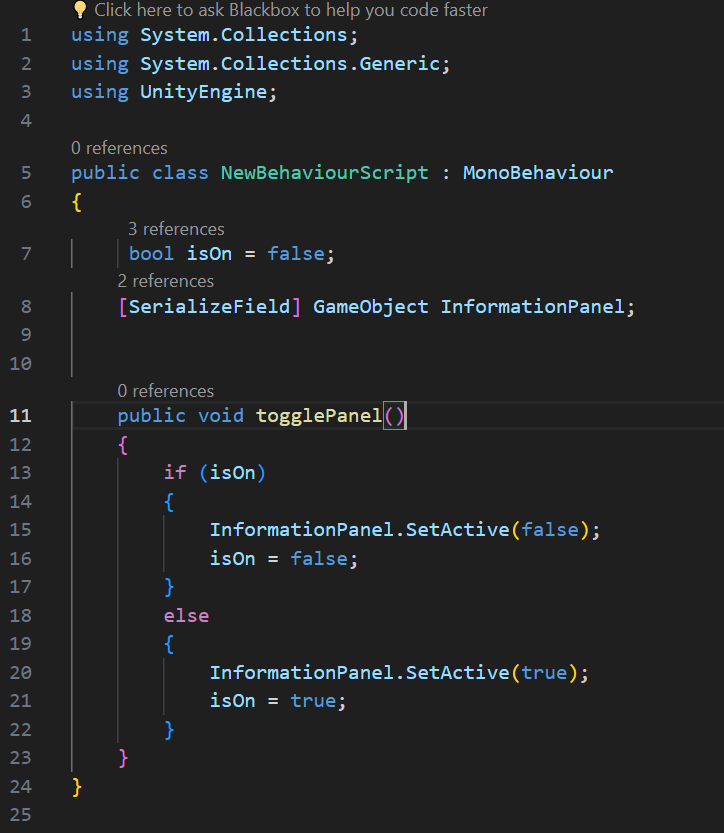 Click here to ask Blackbox to help you code faster
1 using System.Collections;
2 using System.Collections.Generic;
3 using UnityEngine;
4
0 references
5 public class NewBehaviourScript : MonoBehaviour
6 {
3 references
7 bool isOn = false;
2 references
8 [SerializeField] GameObject InformationPanel;
9
10
0 references
11 public void togglePanel()
12 {
13 if (isOn)
14 {
15 InformationPanel.SetActive(false);
16 isOn = false;
17 }
18 else
19 {
20 InformationPanel.SetActive(true);
21 isOn = true;
22 }
23 }
24 }
25